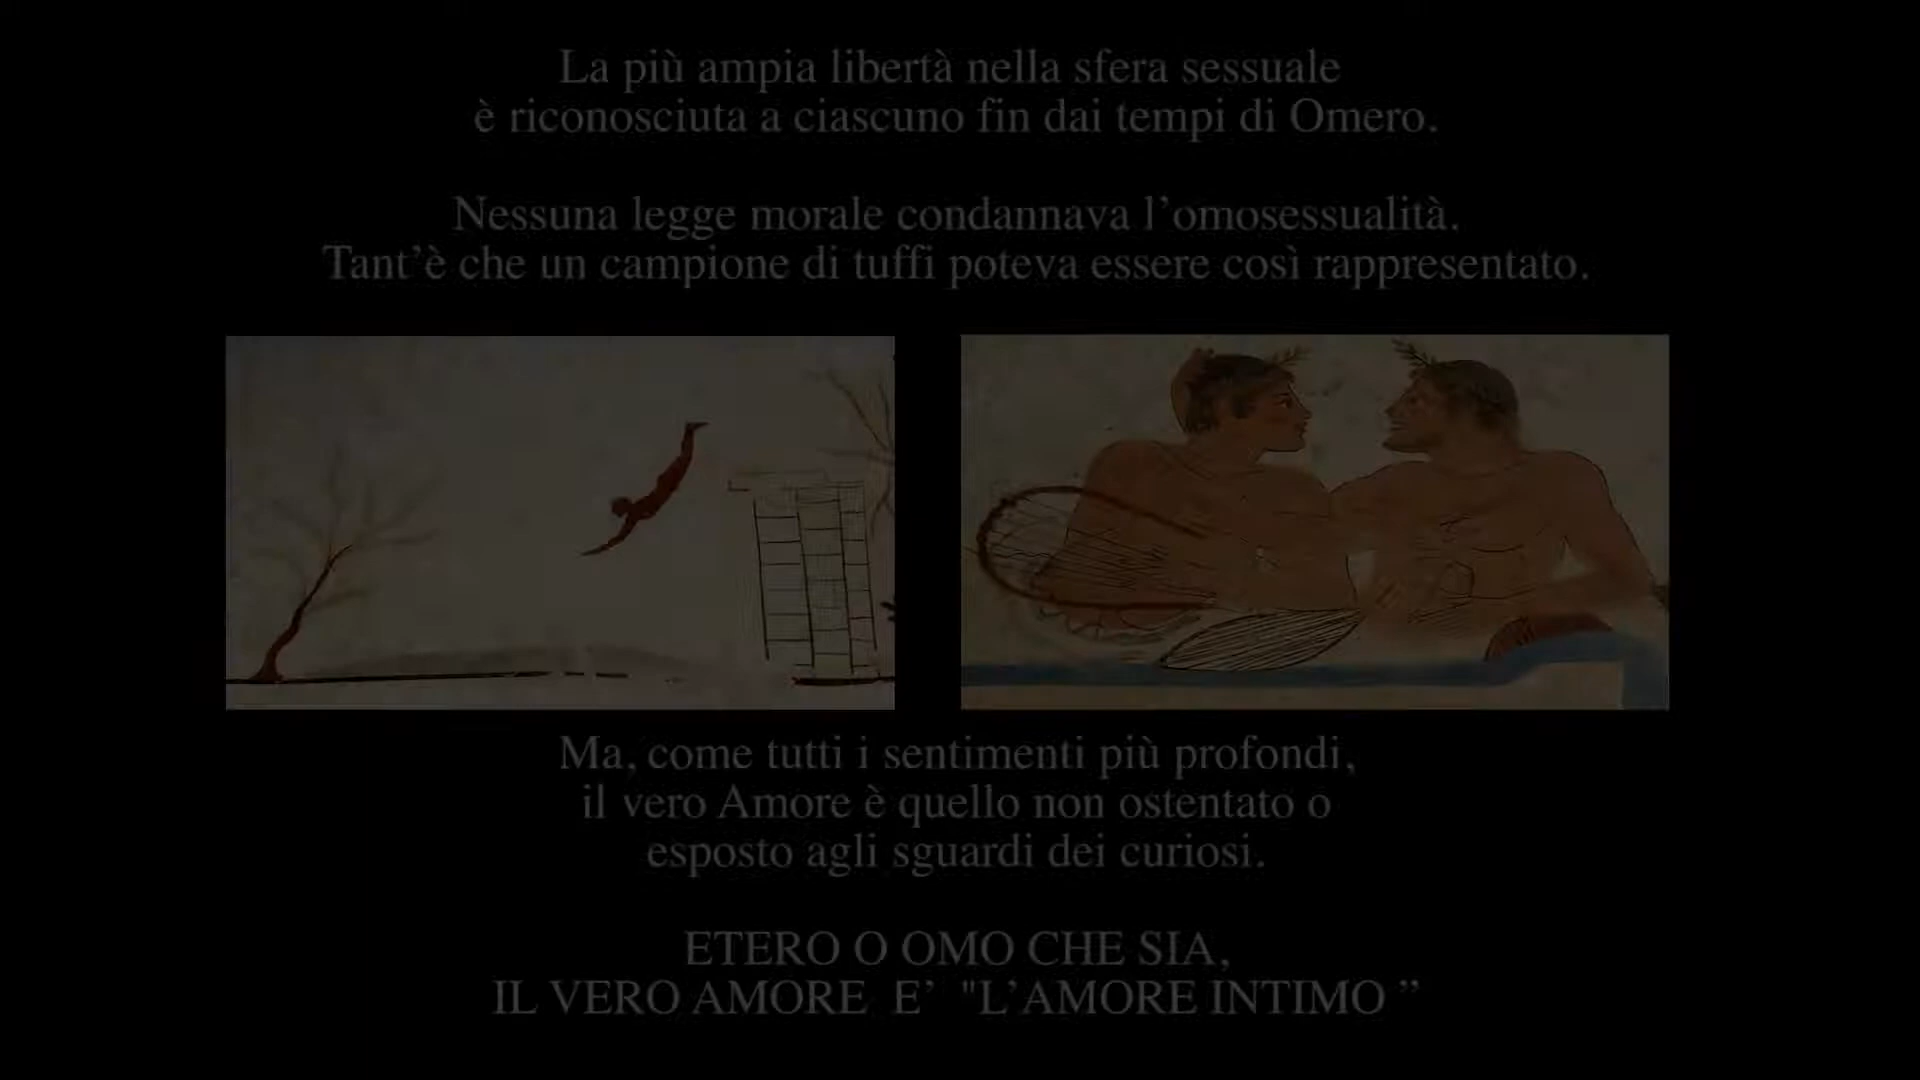 La più ampia libertà nella sfera sessuale
è riconosciuta a ciascuno fin dai tempi di Omero.
Nessuna legge morale condannava l’omosessualità.
Tant’è che un campione di tuffi poteva essere così rappresentato.
Ma, come tutti i sentimenti più profondi,
il vero Amore è quello non ostentato o
esposto agli sguardi dei curiosi.
ETERO O OMO CHE SIA,
IL VERO AMORE E’ "L’AMORE INTIMO ”